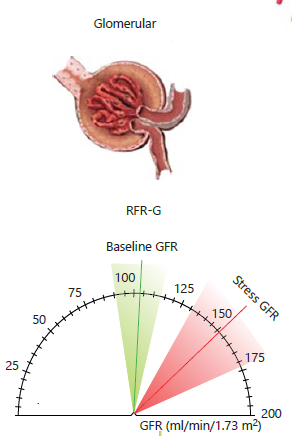 Glomerular
RFR-G
Baseline GFR
Stress GFR
25
50
75
100
125
150
175
200
GFR (ml/min/1.73 m²)